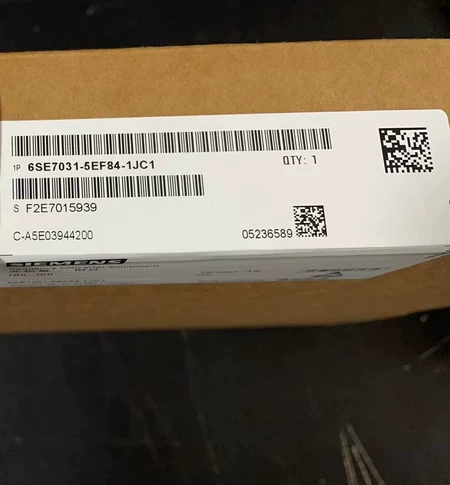 1P 6SE7031-5EF84-1JC1 QTY: 1
S F2E7015939
C-A5E03944200 05236589
SIEMENS